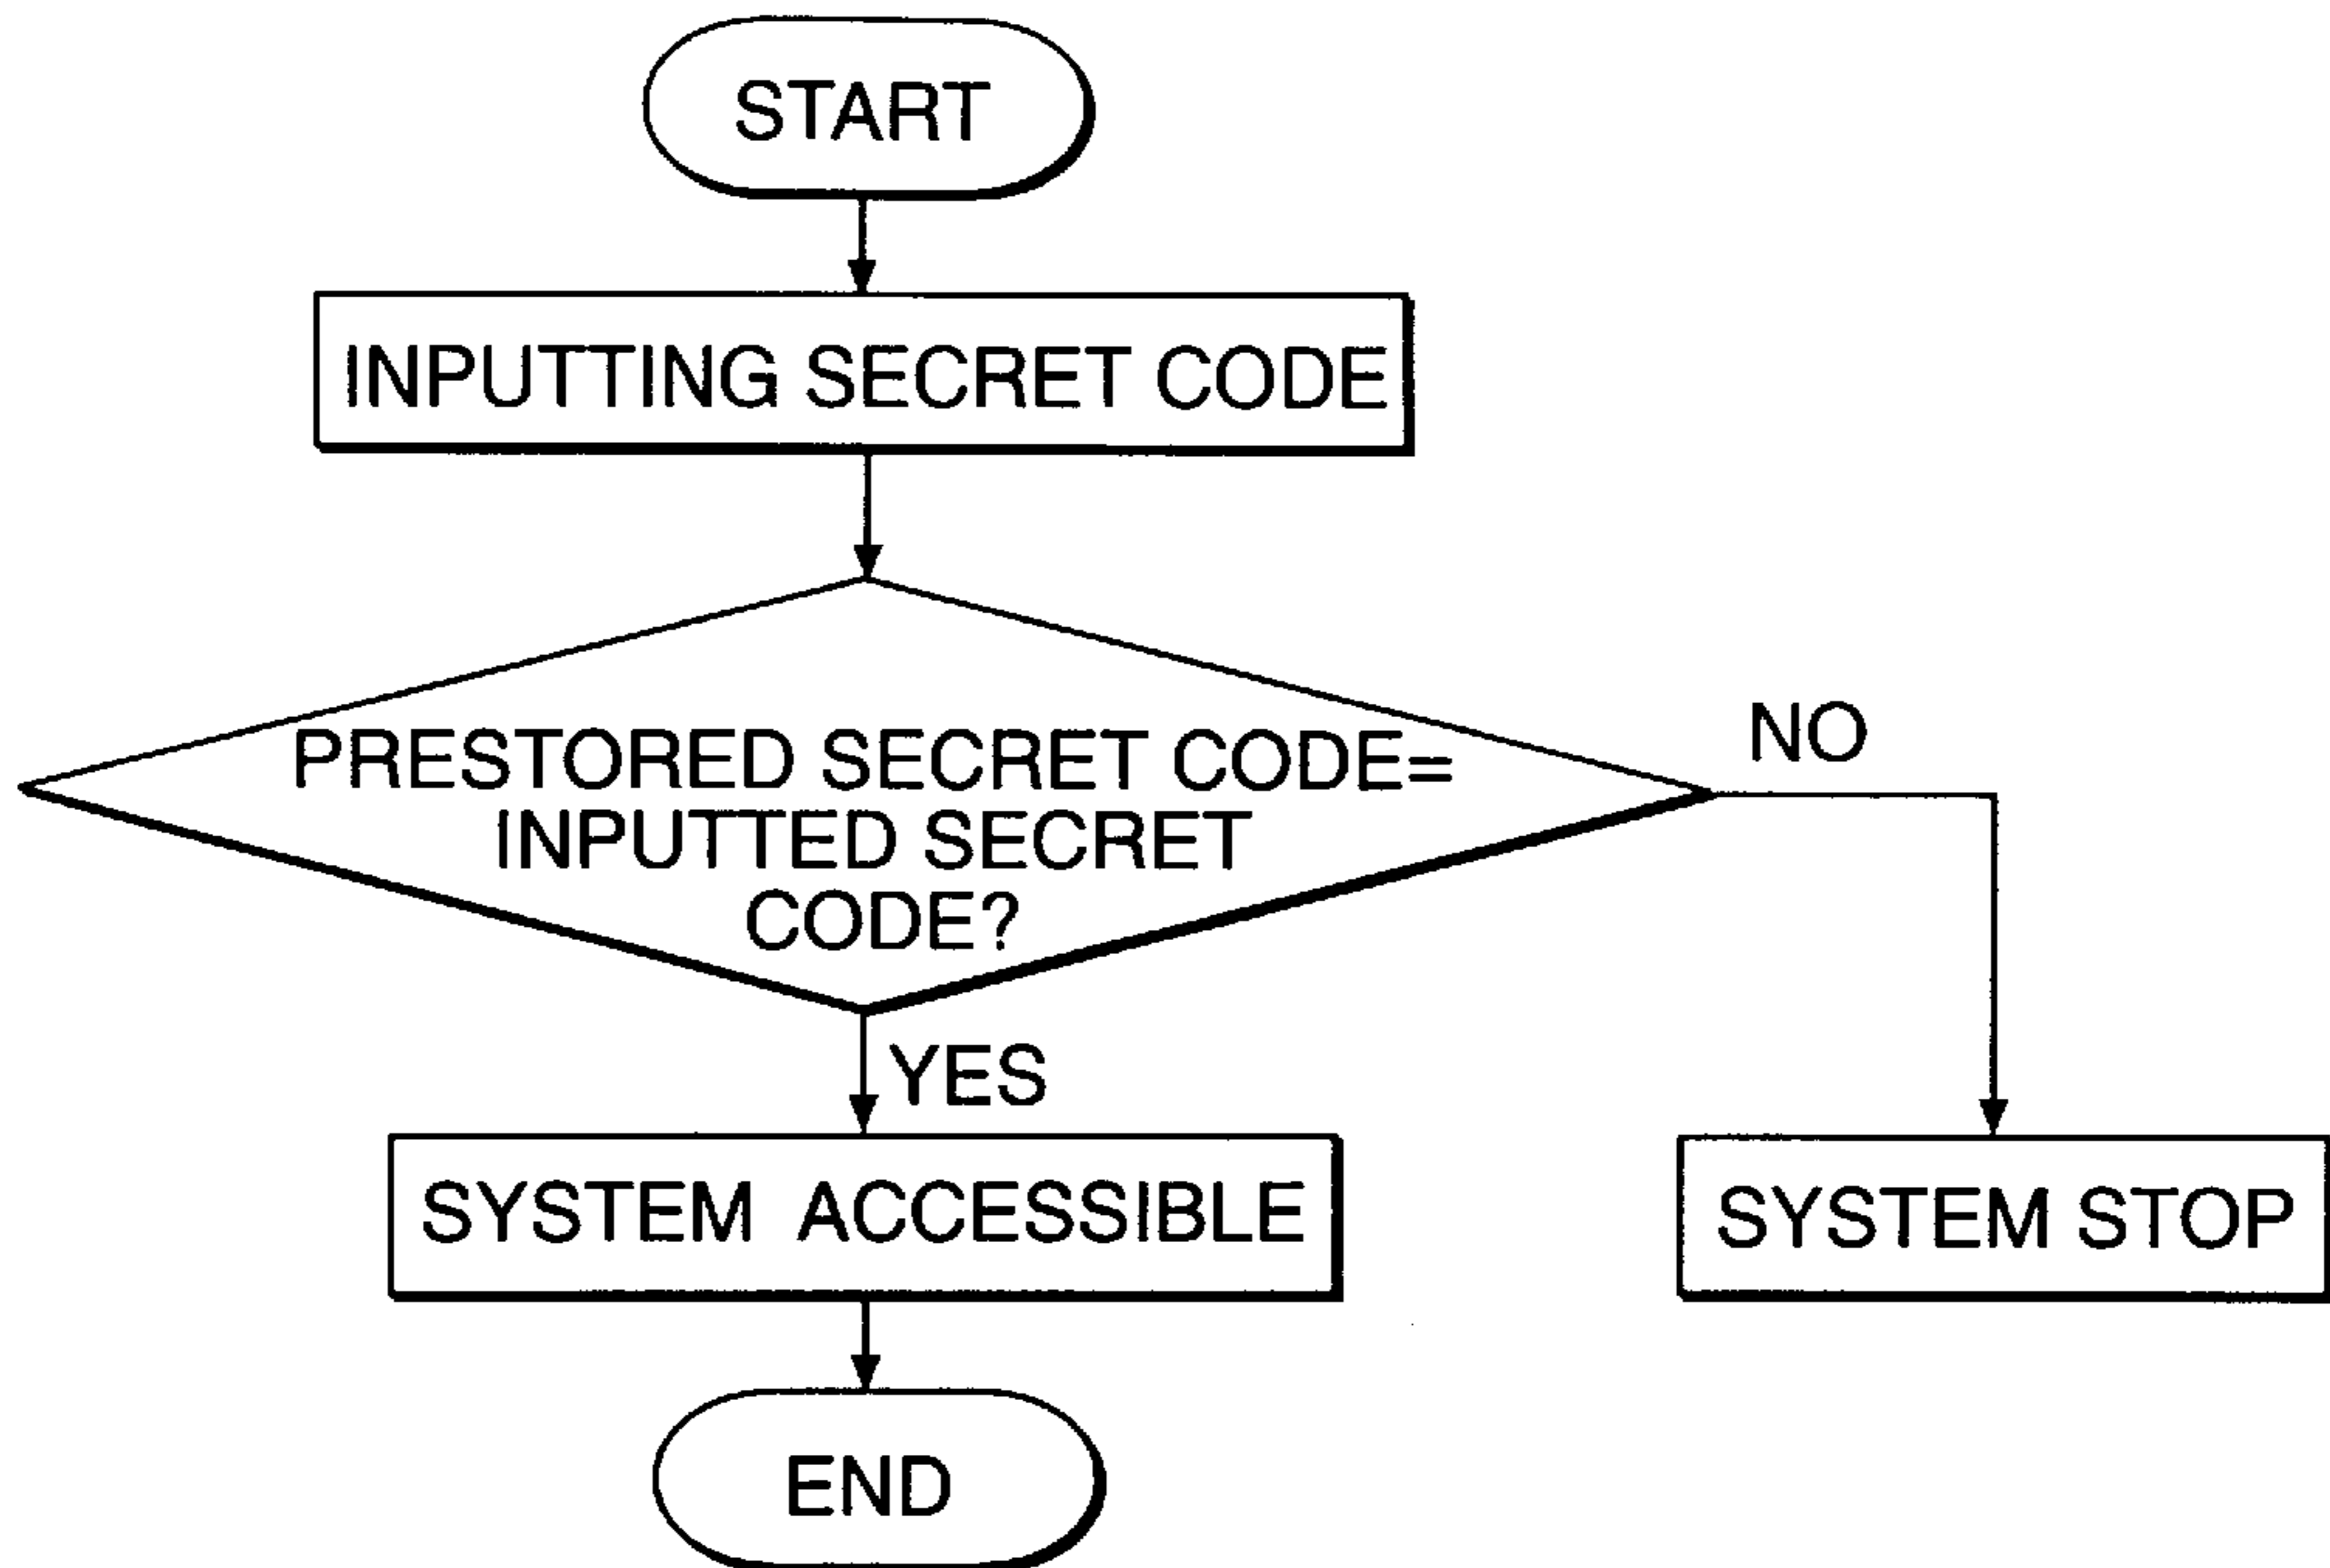 START
INPUTTING SECRET CODE
PRESTORED SECRET CODE=
INPUTTED SECRET
CODE?
NO
YES
SYSTEM ACCESSIBLE
SYSTEM STOP
END